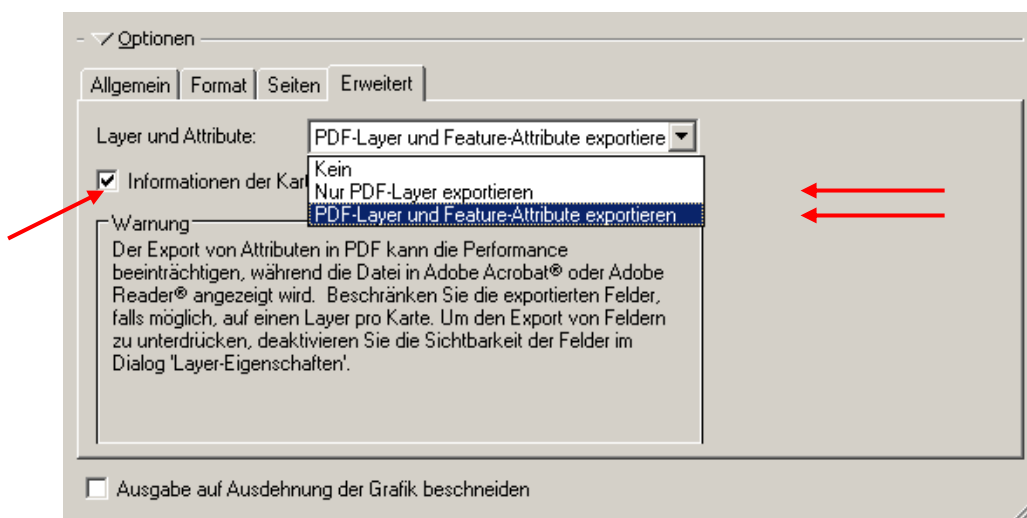 Optionen
Allgemein Format Seiten Erweitert
Layer und Attribute: PDF-Layer und Feature-Attribute exportiere
Kein
Informationen der Kart
Nur PDF-Layer exportieren
PDF-Layer und Feature-Attribute exportieren
Warnung
Der Export von Attributen in PDF kann die Performance
beeinträchtigen, während die Datei in Adobe Acrobat® oder Adobe
Reader® angezeigt wird. Beschränken Sie die exportierten Felder,
falls möglich, auf einen Layer pro Karte. Um den Export von Feldern
zu unterdrücken, deaktivieren Sie die Sichtbarkeit der Felder im
Dialog 'Layer-Eigenschaften'.
Ausgabe auf Ausdehnung der Grafik beschneiden